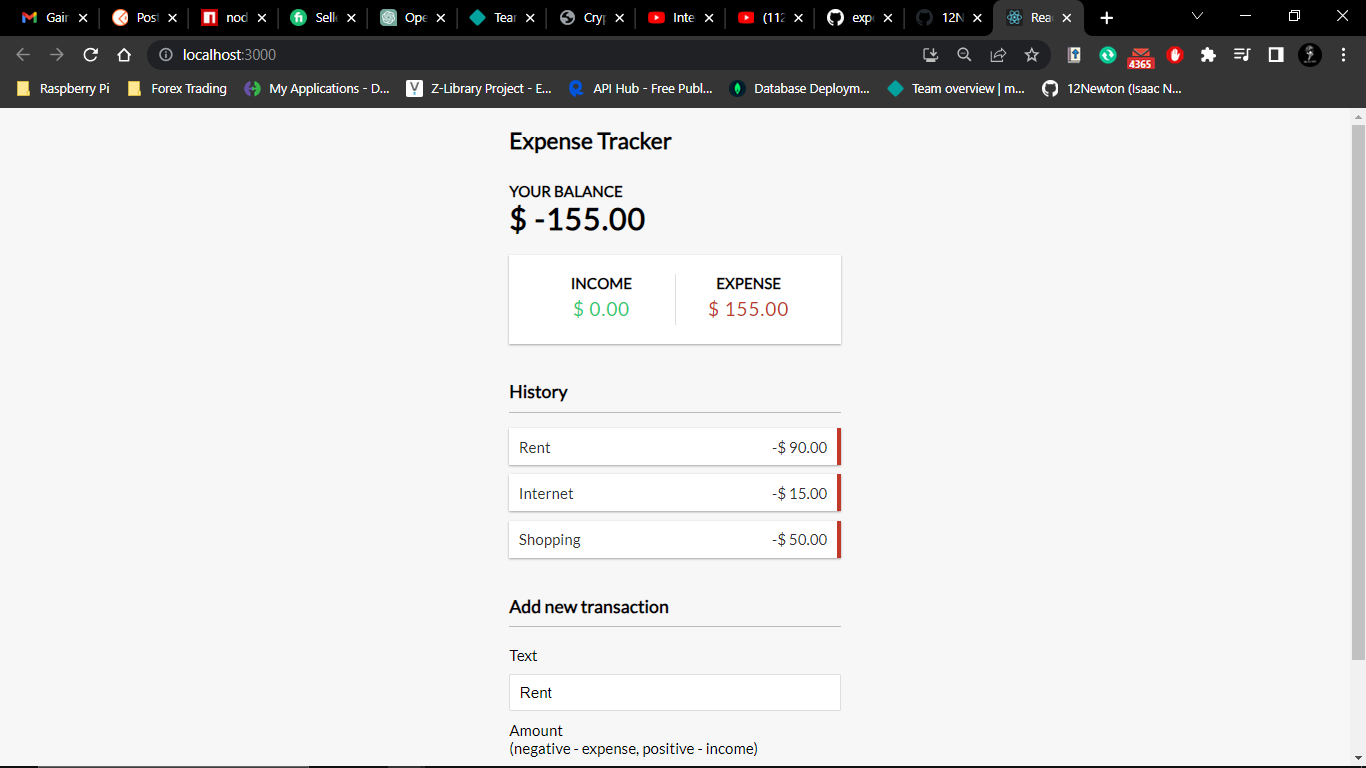 Gair Post nod Sell Ope Tear Cryp Inte (112 exp 12N Rea
localhost:3000
4365
Raspberry Pi Forex Trading My Applications - D... Z-Library Project - E... API Hub - Free Publ... Database Deploym... Team overview | m... 12Newton (Isaac N...
Expense Tracker
YOUR BALANCE
$ -155.00
INCOME EXPENSE
$ 0.00 $ 155.00
History
Rent -$ 90.00
Internet -$ 15.00
Shopping -$ 50.00
Add new transaction
Text
Rent
Amount
(negative - expense, positive - income)